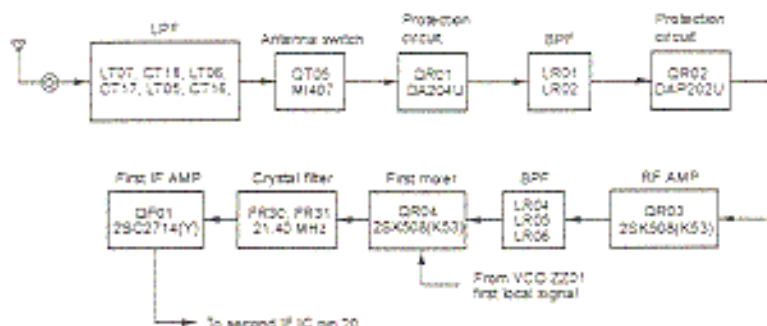 LPF
Antenna switch
Protection
circuit
BPF
Protection
circuit
LT07, CT18, LT06,
CT17, LT05, CT16,
QT05
MI407
QR01
DA204U
LR01
LR02
QR02
DAP202U
First IF AMP
Crystal filter
First mixer
BPF
RF AMP
QF01
2SC2714(Y)
FR30, FR31
21.40 MHz
QR04
2SK508(K53)
LR04
LR05
LR06
QR03
2SK508(K53)
From VCO ZZ01
first local signal
To second IF IC pin 20